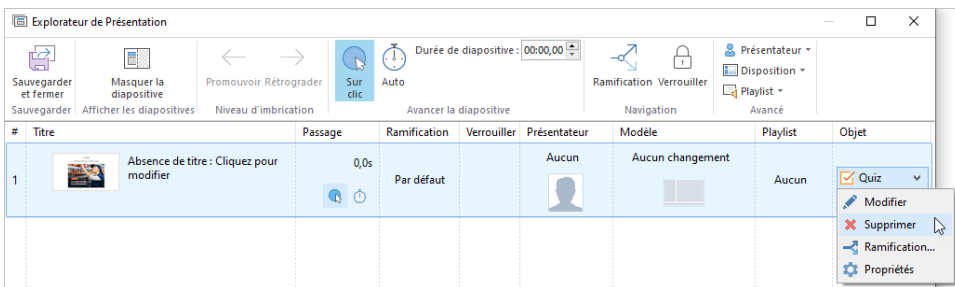 Explorateur de Présentation
Durée de diapositive : 00:00,00
Sauvegarder et fermer
Masquer la diapositive
Promouvoir Rétrograder
Sur clic
Auto
Ramification Verrouiller
Présentateur
Disposition
Playlist
Sauvegarder Afficher les diapositives Niveau d'imbrication Avancer la diapositive Navigation Avancé
# Titre Passage Ramification Verrouiller Présentateur Modèle Playlist Objet
1
Absence de titre : Cliquez pour
modifier
0,0s
Par défaut
Aucun
Aucun changement
Aucun
Quiz
Modifier
Supprimer
Ramification...
Propriétés